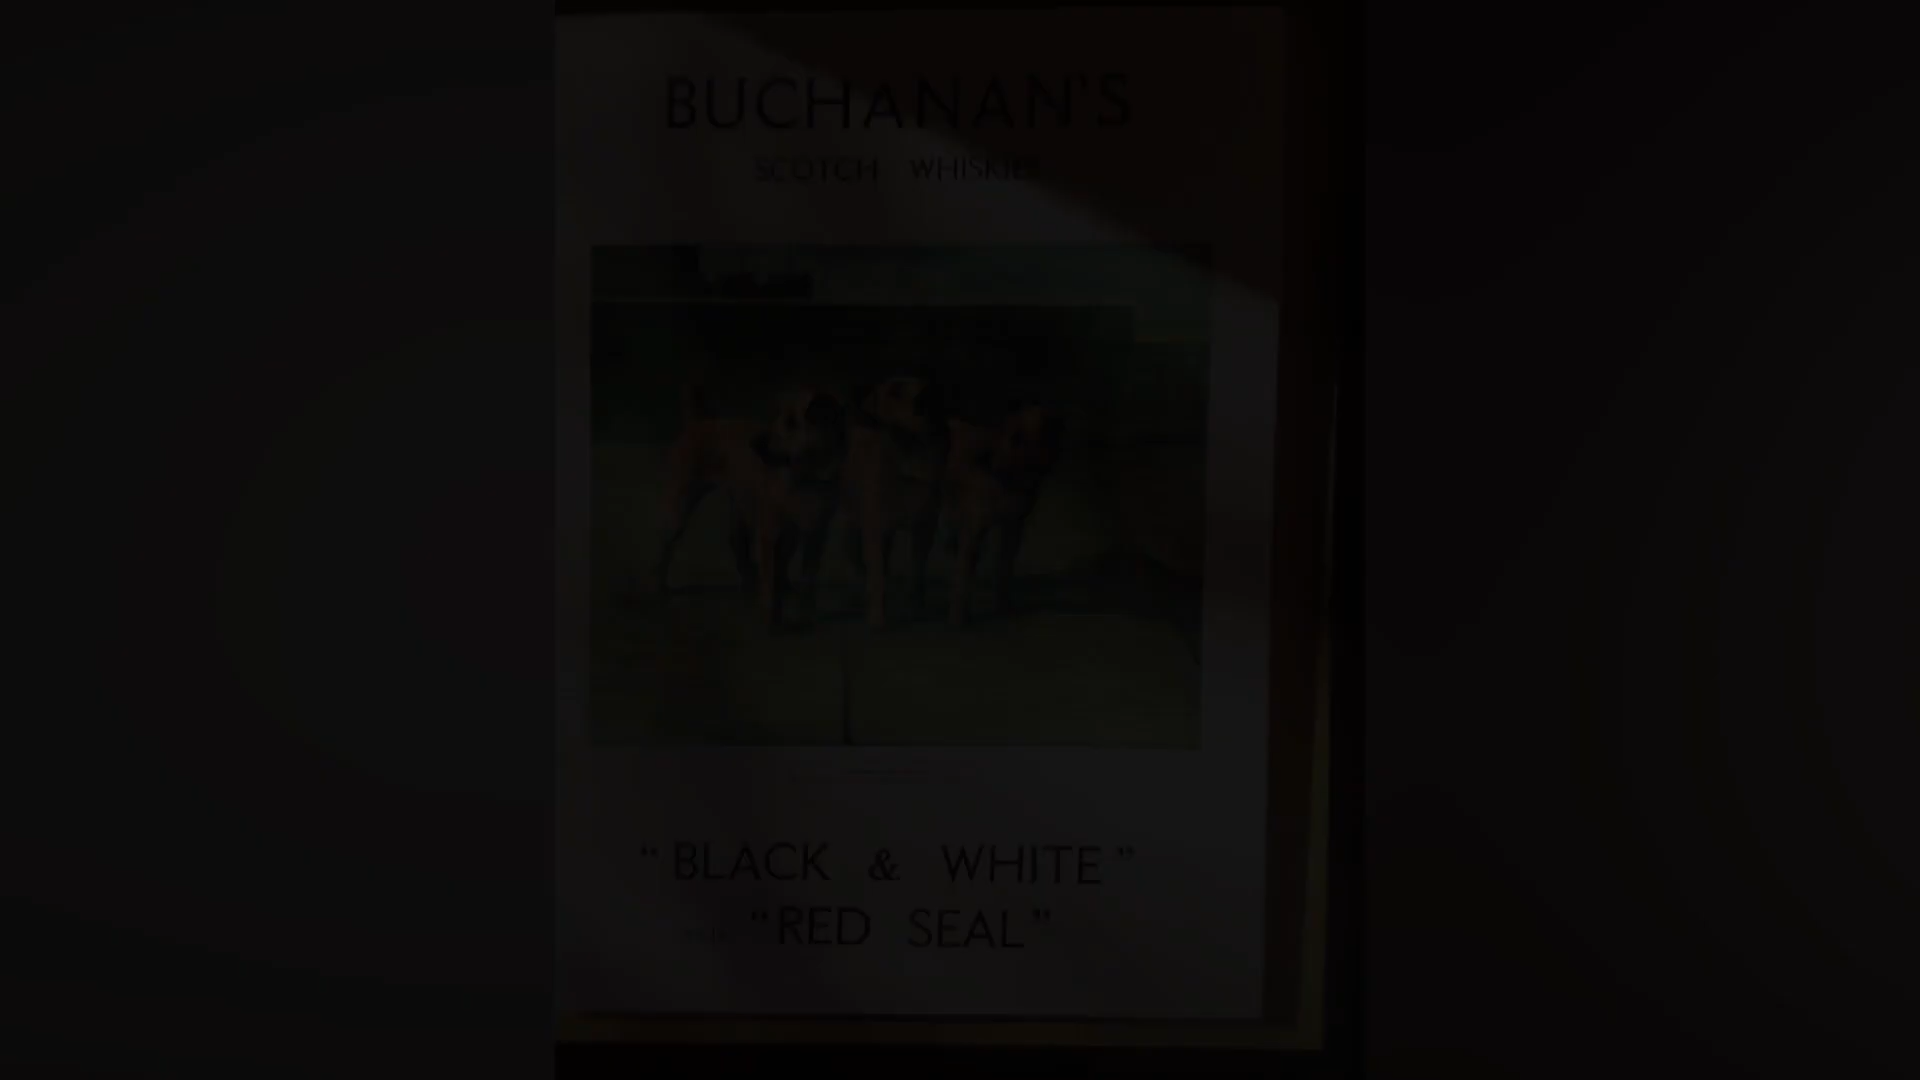 BUCHANAN'S
SCOTCH WHISKIES
"BLACK & WHITE"
"RED SEAL"